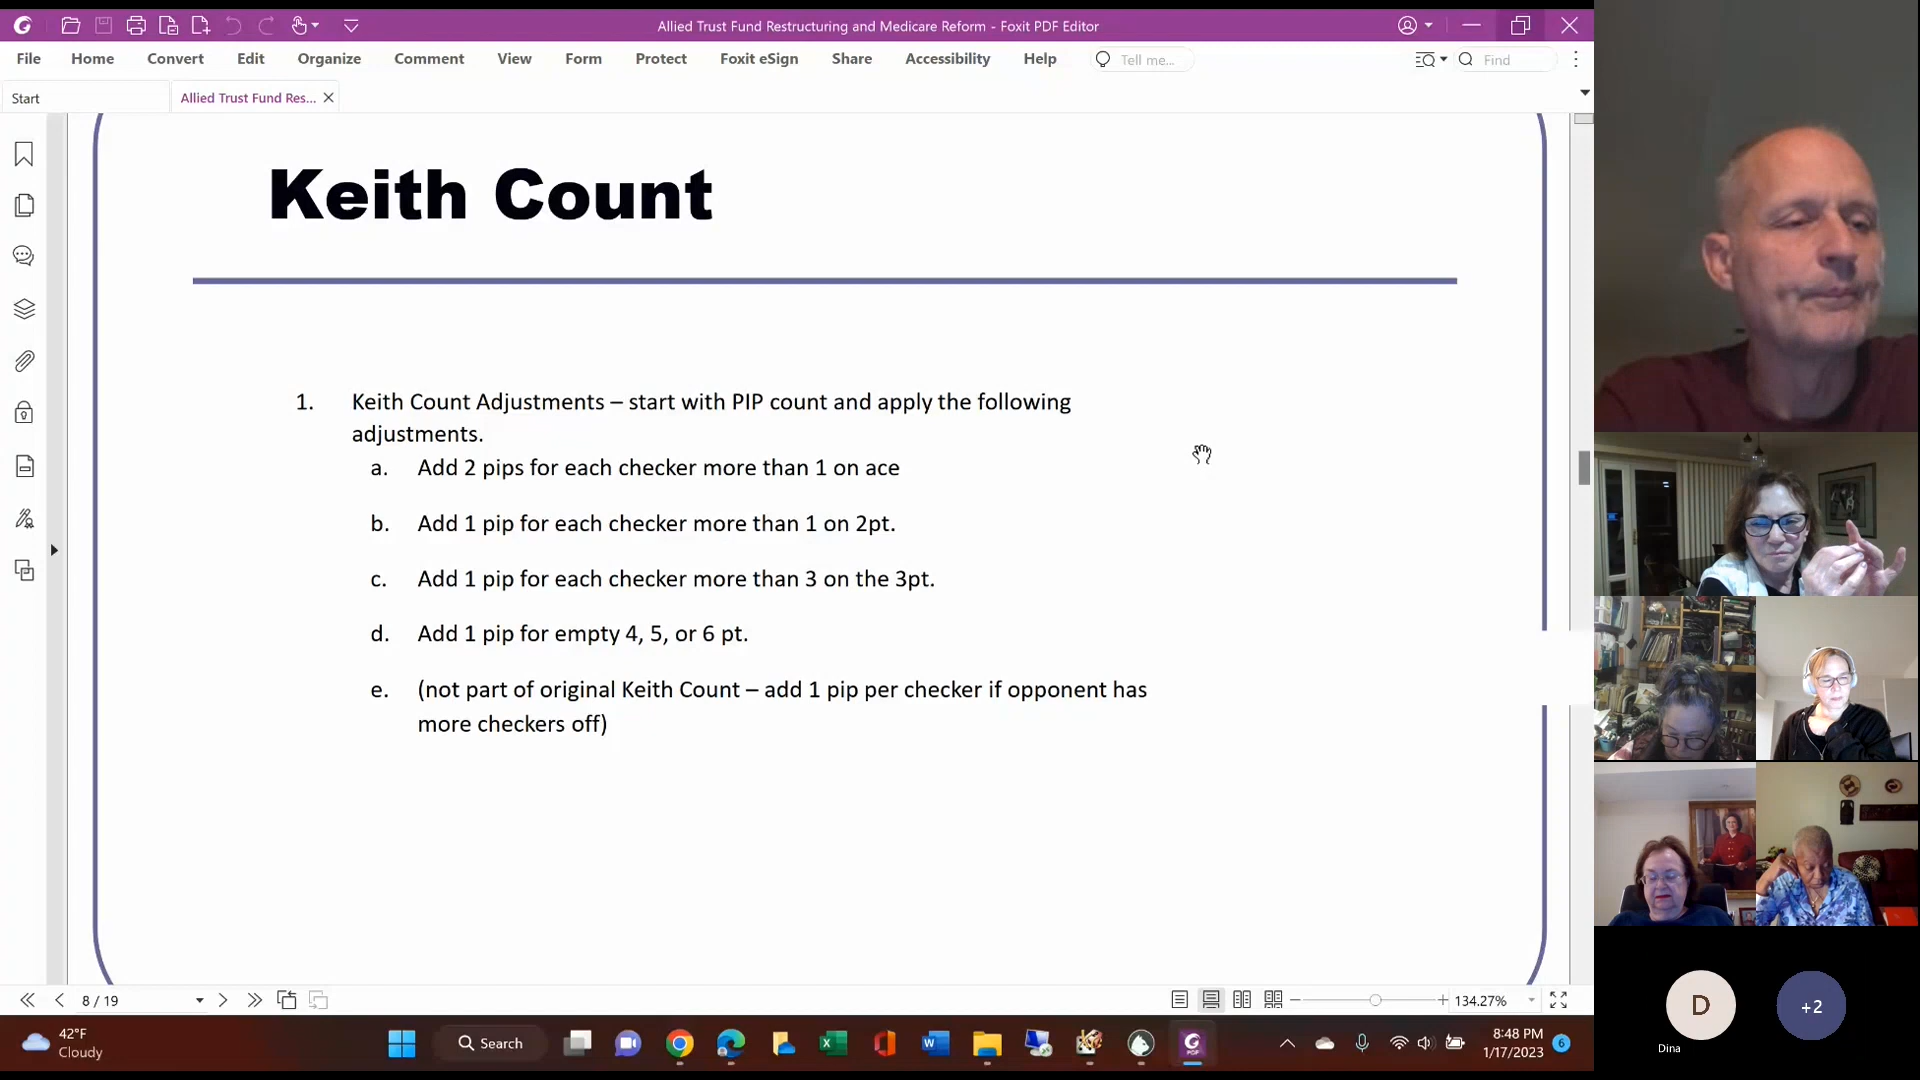 Allied Trust Fund Restructuring and Medicare Reform - Foxit PDF Editor
File Home Convert Edit Organize Comment View Form Protect Foxit eSign Share Accessibility Help Tell me... Find
Start Allied Trust Fund Res...
Keith Count
1. Keith Count Adjustments – start with PIP count and apply the following
adjustments.
a. Add 2 pips for each checker more than 1 on ace
b. Add 1 pip for each checker more than 1 on 2pt.
c. Add 1 pip for each checker more than 3 on the 3pt.
d. Add 1 pip for empty 4, 5, or 6 pt.
e. (not part of original Keith Count – add 1 pip per checker if opponent has
more checkers off)
8 / 19
134.27%
D
+2
Dina
42°F
Cloudy
Search
8:48 PM
1/17/2023
6